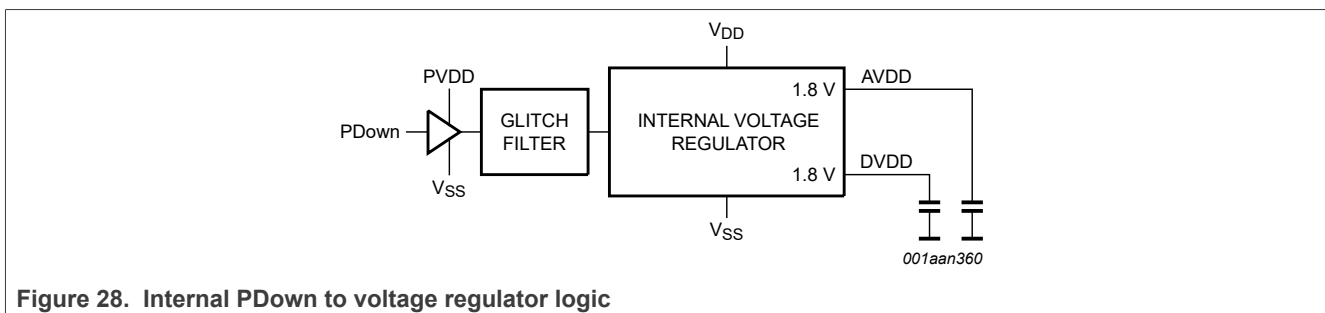 VDD
PVDD
1.8 V
AVDD
PDown
GLITCH
FILTER
INTERNAL VOLTAGE
REGULATOR
DVDD
1.8 V
VSS
VSS
001aan360
Figure 28. Internal PDown to voltage regulator logic